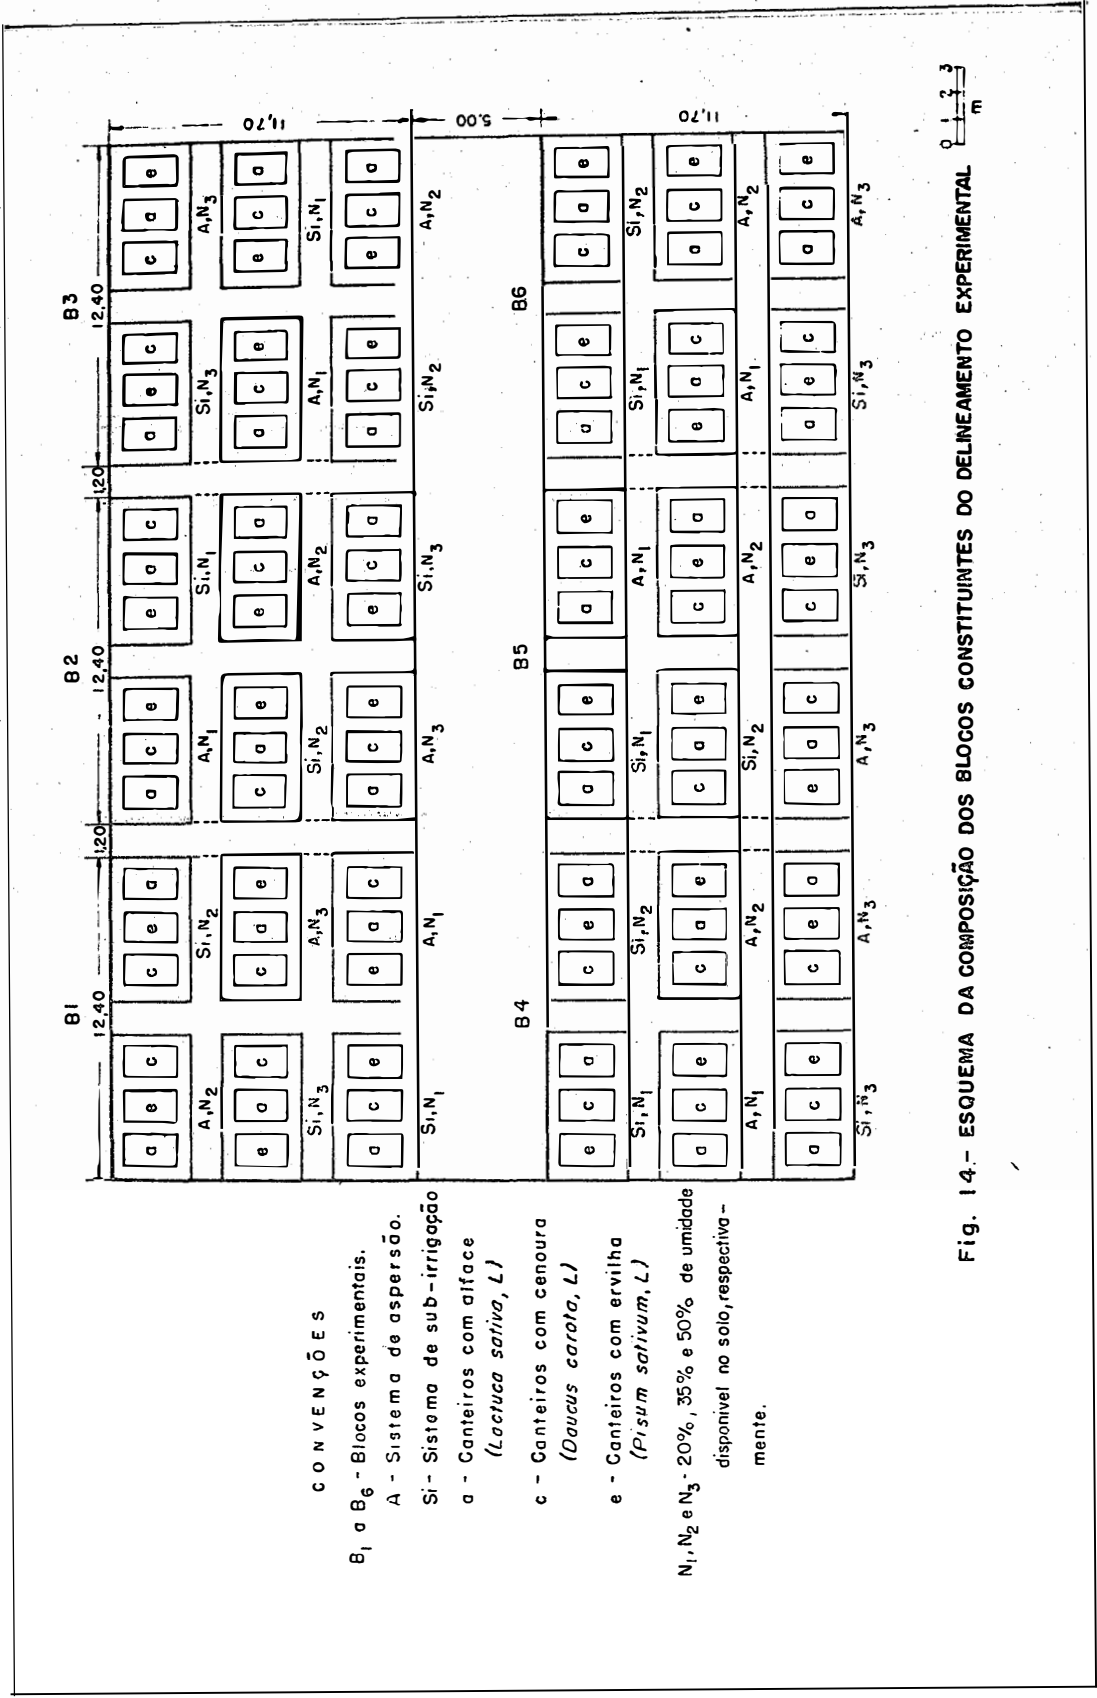 CONVENÇÕES
B1 a B6 - Blocos experimentais.
A - Sistema de aspersão.
Si - Sistema de sub-irrigação
a - Canteiros com alface
(Lactuca sativa, L)
c - Canteiros com cenoura
(Daucus carota, L)
e - Canteiros com ervilha
(Pisum sativum, L)
N1, N2 e N3 - 20%, 35% e 50% de umidade
disponivel no solo, respectiva-
mente.
B1 B2 B3
12,40 1,20 12,40 1,20 12,40
a e c c e a a c e e a c a e c c a e
A,N2 Si,N2 A,N1 Si,N1 Si,N3 A,N3
11,70
e a c c a e c a e e c a a c e e c a
Si,N3 A,N3 Si,N2 A,N2 A,N1 Si,N1
a c e e a c a c e e c a a c e e c a
Si,N1 A,N1 A,N3 Si,N3 Si,N2 A,N2
5.00
B4 B5 B6
e c a c e a a c e a c e a c e c a e
Si,N1 Si,N2 Si,N1 A,N1 Si,N1 Si,N2
11,70
a c e c a e c a e c e a e a c a c e
A,N1 A,N2 Si,N2 A,N2 A,N1 A,N2
a c e c e a e a c c e a a e c a c e
Si,N3 A,N3 A,N3 Si,N3 Si,N3 A,N3
0 1 2 3
m
Fig. 14.- ESQUEMA DA COMPOSIÇÃO DOS BLOCOS CONSTITUINTES DO DELINEAMENTO EXPERIMENTAL